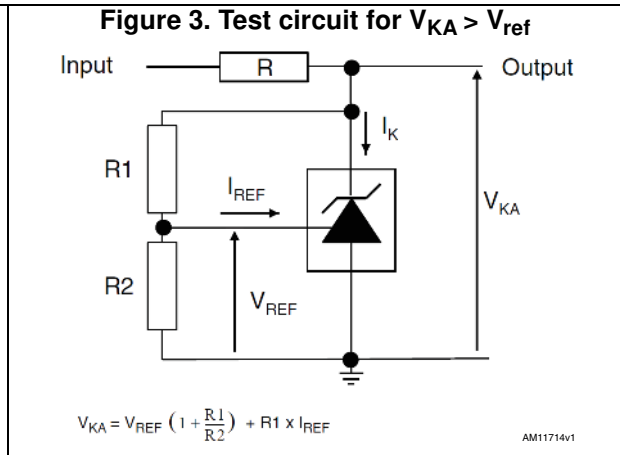 Figure 3. Test circuit for VKA > Vref
Input
R
Output
IK
R1
IREF
VKA
R2
VREF
VKA = VREF (1 + R1/R2) + R1 x IREF
AM11714v1